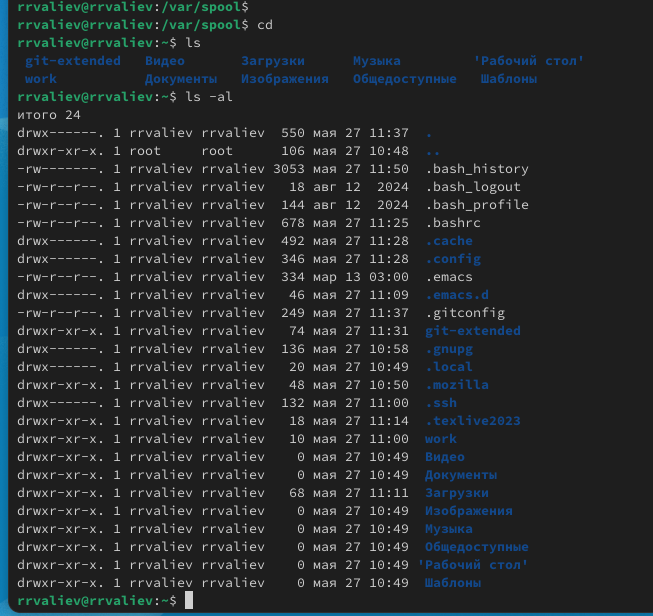 rrvaliev@rrvaliev:/var/spool$
rrvaliev@rrvaliev:/var/spool$ cd
rrvaliev@rrvaliev:~$ ls
git-extended Видео Загрузки Музыка 'Рабочий стол'
work Документы Изображения Общедоступные Шаблоны
rrvaliev@rrvaliev:~$ ls -al
итого 24
drwx------. 1 rrvaliev rrvaliev 550 мая 27 11:37 .
drwxr-xr-x. 1 root root 106 мая 27 10:48 ..
-rw-------. 1 rrvaliev rrvaliev 3053 мая 27 11:50 .bash_history
-rw-r--r--. 1 rrvaliev rrvaliev 18 авг 12 2024 .bash_logout
-rw-r--r--. 1 rrvaliev rrvaliev 144 авг 12 2024 .bash_profile
-rw-r--r--. 1 rrvaliev rrvaliev 678 мая 27 11:25 .bashrc
drwx------. 1 rrvaliev rrvaliev 492 мая 27 11:28 .cache
drwx------. 1 rrvaliev rrvaliev 346 мая 27 11:28 .config
-rw-r--r--. 1 rrvaliev rrvaliev 334 мар 13 03:00 .emacs
drwx------. 1 rrvaliev rrvaliev 46 мая 27 11:09 .emacs.d
-rw-r--r--. 1 rrvaliev rrvaliev 249 мая 27 11:37 .gitconfig
drwxr-xr-x. 1 rrvaliev rrvaliev 74 мая 27 11:31 git-extended
drwx------. 1 rrvaliev rrvaliev 136 мая 27 10:58 .gnupg
drwx------. 1 rrvaliev rrvaliev 20 мая 27 10:49 .local
drwxr-xr-x. 1 rrvaliev rrvaliev 48 мая 27 10:50 .mozilla
drwx------. 1 rrvaliev rrvaliev 132 мая 27 11:00 .ssh
drwxr-xr-x. 1 rrvaliev rrvaliev 18 мая 27 11:14 .texlive2023
drwxr-xr-x. 1 rrvaliev rrvaliev 10 мая 27 11:00 work
drwxr-xr-x. 1 rrvaliev rrvaliev 0 мая 27 10:49 Видео
drwxr-xr-x. 1 rrvaliev rrvaliev 0 мая 27 10:49 Документы
drwxr-xr-x. 1 rrvaliev rrvaliev 68 мая 27 11:11 Загрузки
drwxr-xr-x. 1 rrvaliev rrvaliev 0 мая 27 10:49 Изображения
drwxr-xr-x. 1 rrvaliev rrvaliev 0 мая 27 10:49 Музыка
drwxr-xr-x. 1 rrvaliev rrvaliev 0 мая 27 10:49 Общедоступные
drwxr-xr-x. 1 rrvaliev rrvaliev 0 мая 27 10:49 'Рабочий стол'
drwxr-xr-x. 1 rrvaliev rrvaliev 0 мая 27 10:49 Шаблоны
rrvaliev@rrvaliev:~$